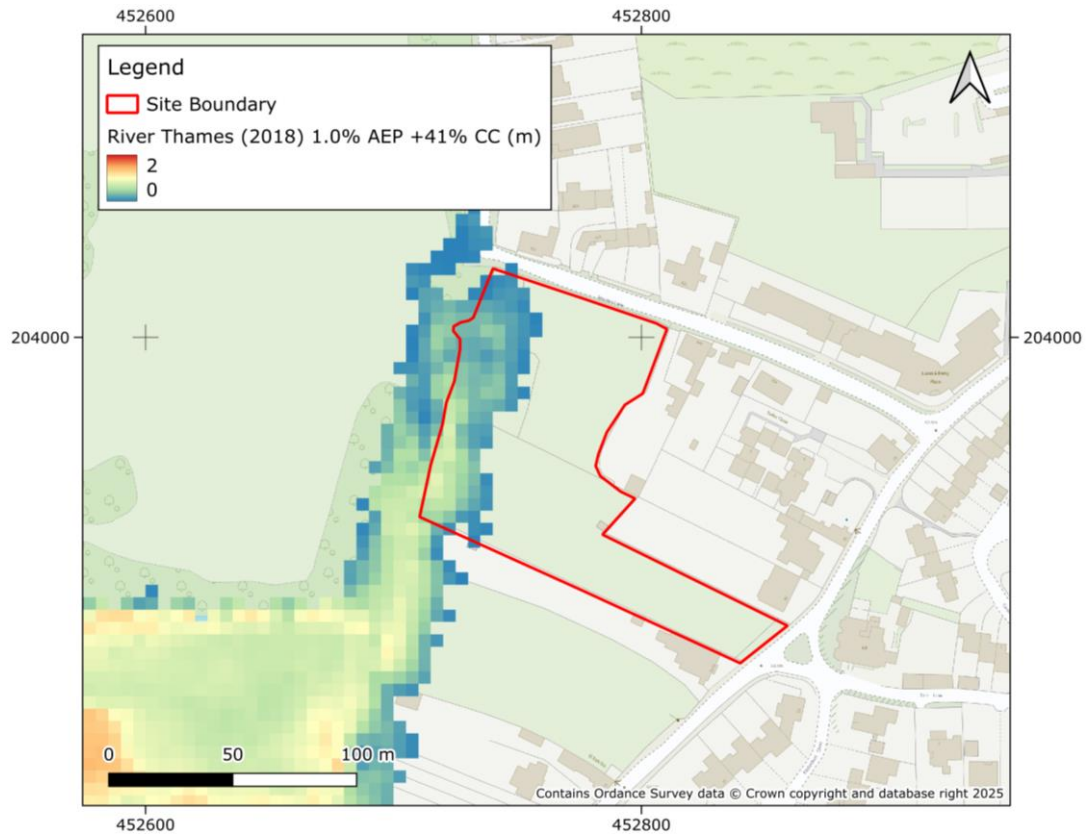 452600
452800
Legend
Site Boundary
River Thames (2018) 1.0% AEP +41% CC (m)
2
0
204000
204000
0
50
100 m
Contains Ordance Survey data © Crown copyright and database right 2025
452600
452800